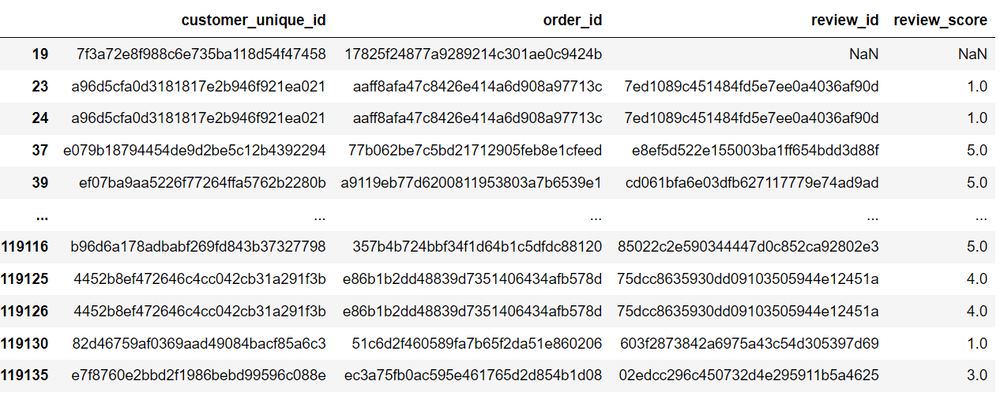 customer_unique_id order_id review_id review_score
19 7f3a72e8f988c6e735ba118d54f47458 17825f24877a9289214c301ae0c9424b NaN NaN
23 a96d5cfa0d3181817e2b946f921ea021 aaff8afa47c8426e414a6d908a97713c 7ed1089c451484fd5e7ee0a4036af90d 1.0
24 a96d5cfa0d3181817e2b946f921ea021 aaff8afa47c8426e414a6d908a97713c 7ed1089c451484fd5e7ee0a4036af90d 1.0
37 e079b18794454de9d2be5c12b4392294 77b062be7c5bd21712905feb8e1cfeed e8ef5d522e155003ba1ff654bdd3d88f 5.0
39 ef07ba9aa5226f77264ffa5762b2280b a9119eb77d6200811953803a7b6539e1 cd061bfa6e03dfb627117779e74ad9ad 5.0
... ... ... ... ...
119116 b96d6a178adbabf269fd843b37327798 357b4b724bbf34f1d64b1c5dfdc88120 85022c2e590344447d0c852ca92802e3 5.0
119125 4452b8ef472646c4cc042cb31a291f3b e86b1b2dd48839d7351406434afb578d 75dcc8635930dd09103505944e12451a 4.0
119126 4452b8ef472646c4cc042cb31a291f3b e86b1b2dd48839d7351406434afb578d 75dcc8635930dd09103505944e12451a 4.0
119130 82d46759af0369aad49084bacf85a6c3 51c6d2f460589fa7b65f2da51e860206 603f2873842a6975a43c54d305397d69 1.0
119135 e7f8760e2bbd2f1986bebd99596c088e ec3a75fb0ac595e461765d2d854b1d08 02edcc296c450732d4e295911b5a4625 3.0